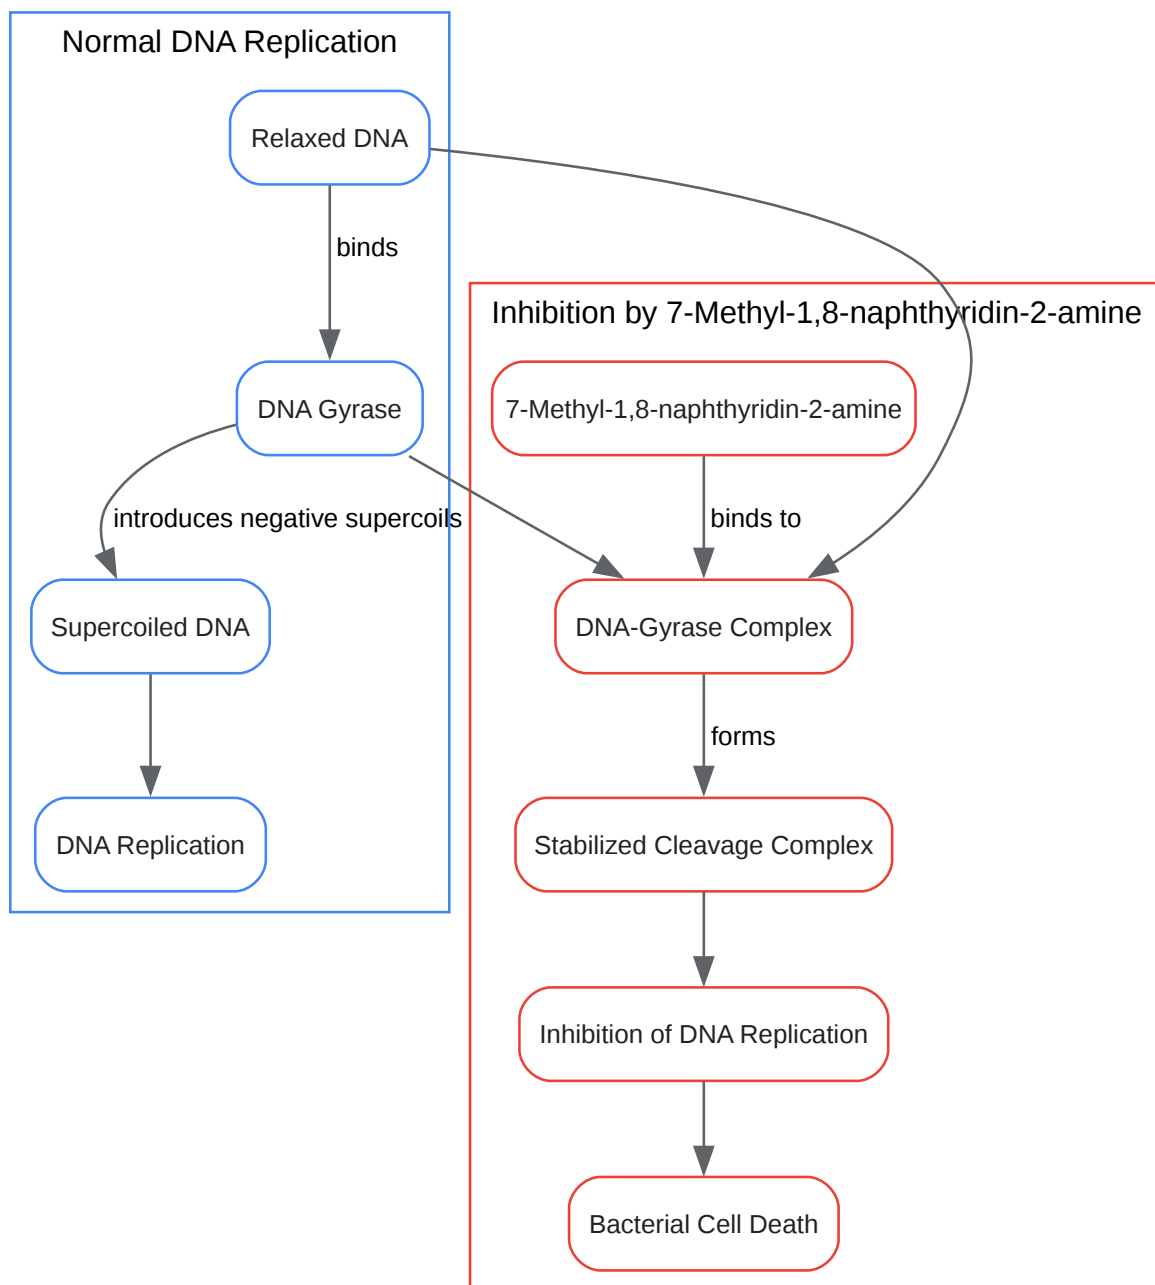 Normal DNA Replication
Relaxed DNA
binds
DNA Gyrase
introduces negative supercoils
Supercoiled DNA
DNA Replication
Inhibition by 7-Methyl-1,8-naphthyridin-2-amine
7-Methyl-1,8-naphthyridin-2-amine
binds to
DNA-Gyrase Complex
forms
Stabilized Cleavage Complex
Inhibition of DNA Replication
Bacterial Cell Death